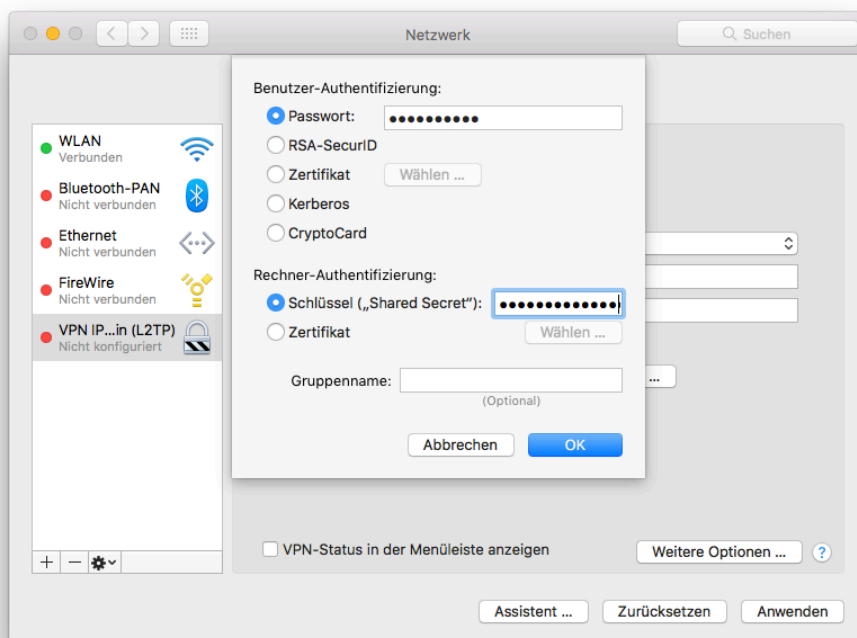 Netzwerk
Suchen
Benutzer-Authentifizierung:
Passwort: ••••••••••
RSA-SecurID
Zertifikat Wählen ...
Kerberos
CryptoCard
Rechner-Authentifizierung:
Schlüssel („Shared Secret“): •••••••••••••
Zertifikat
Wählen ...
Gruppenname:
(Optional)
Abbrechen
OK
WLAN
Verbunden
Bluetooth-PAN
Nicht verbunden
Ethernet
Nicht verbunden
FireWire
Nicht verbunden
VPN IP...in (L2TP)
Nicht konfiguriert
...
VPN-Status in der Menüleiste anzeigen
Weitere Optionen ...
?
Assistent ...
Zurücksetzen
Anwenden